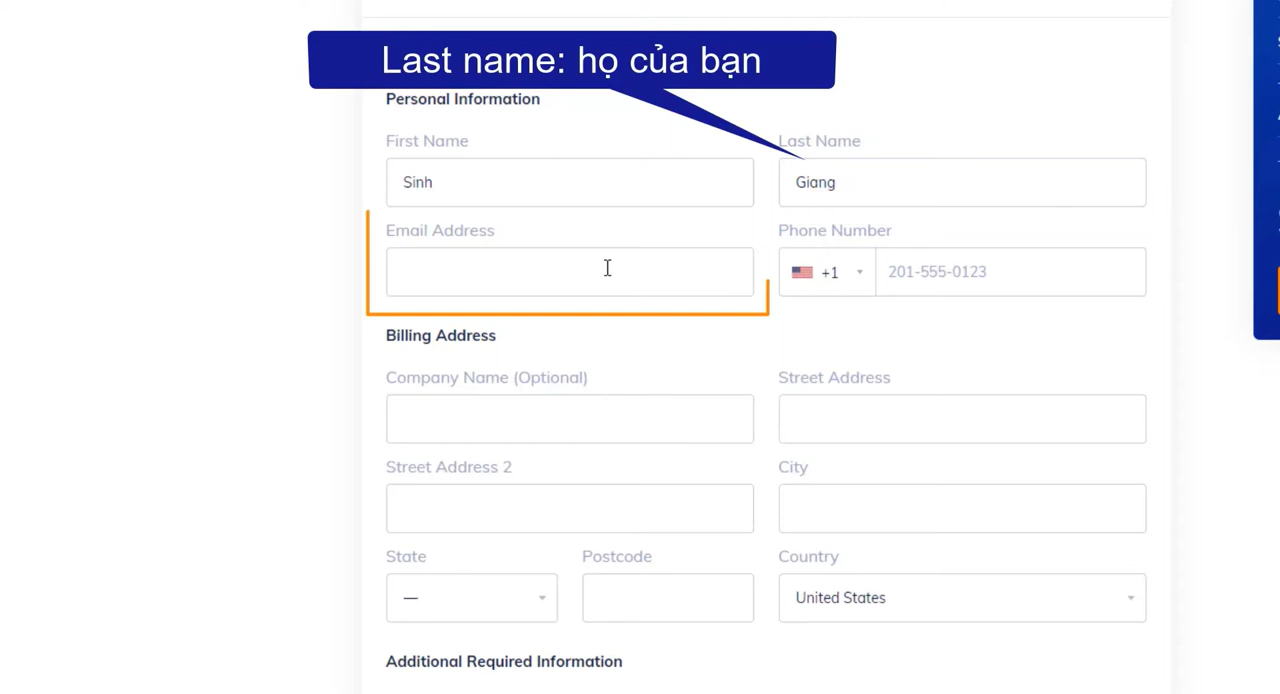 Last name: họ của bạn
Personal Information
First Name
Last Name
Sinh
Giang
Email Address
Phone Number
+1
201-555-0123
Billing Address
Company Name (Optional)
Street Address
Street Address 2
City
State
Postcode
Country
—
United States
Additional Required Information